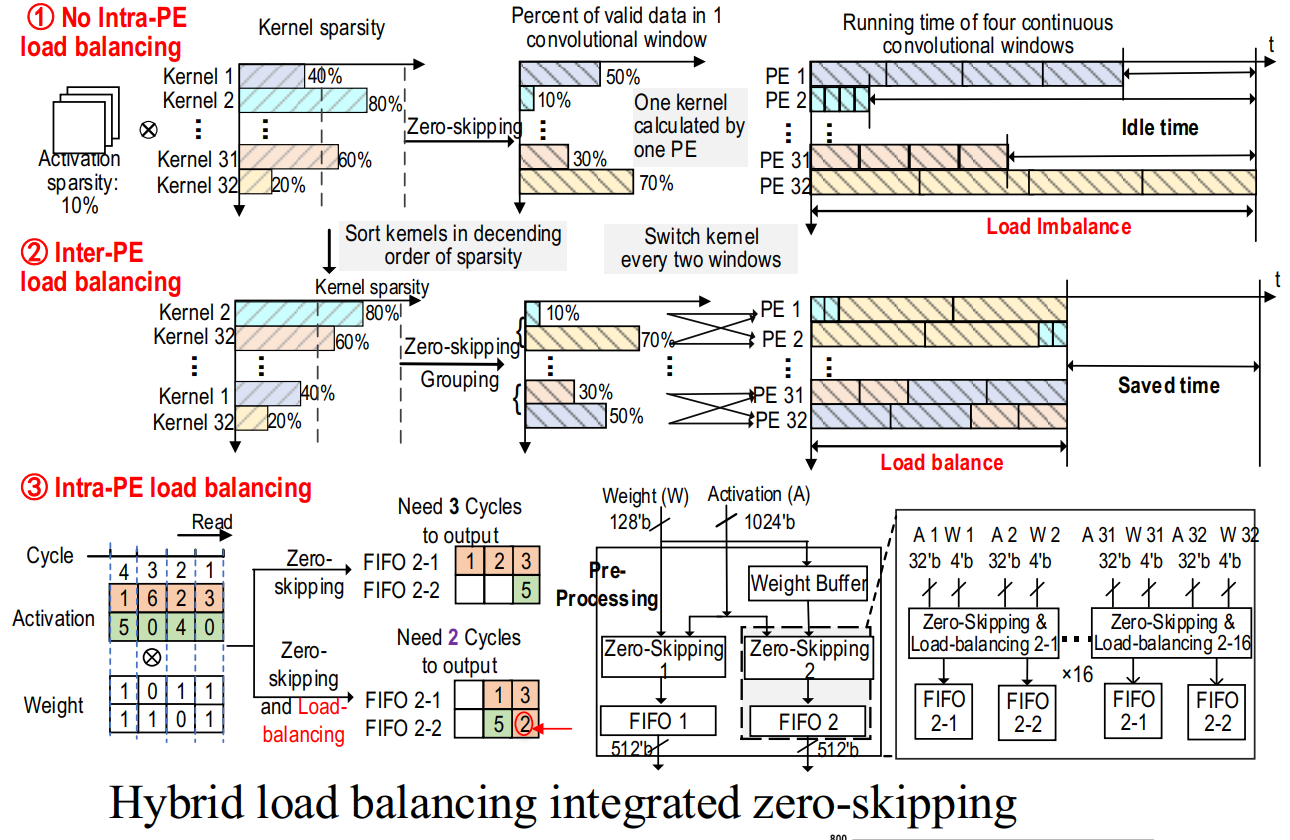 ① No Intra-PE
load balancing
Kernel sparsity
Percent of valid data in 1
convolutional window
Running time of four continuous
convolutional windows
t
Kernel 1
40%
Kernel 2
80%
Kernel 31
60%
Kernel 32
20%
Activation
sparsity:
10%
Zero-skipping
50%
10%
30%
70%
One kernel
calculated by
one PE
PE 1
PE 2
PE 31
PE 32
Idle time
Load Imbalance
② Inter-PE
load balancing
Sort kernels in decending
order of sparsity
Switch kernel
every two windows
Kernel sparsity
t
Kernel 2
80%
Kernel 32
60%
Kernel 1
40%
Kernel 32
20%
Zero-skipping
Grouping
10%
70%
30%
50%
PE 1
PE 2
PE 31
PE 32
Saved time
Load balance
③ Intra-PE load balancing
Read
Cycle
4 3 2 1
Activation
1 6 2 3
5 0 4 0
Weight
1 0 1 1
1 1 0 1
Zero-
skipping
Zero-
skipping
and Load-
balancing
Need 3 Cycles
to output
FIFO 2-1
1 2 3
FIFO 2-2
5
Need 2 Cycles
to output
FIFO 2-1
1 3
FIFO 2-2
5 2
Weight (W)
128'b
Activation (A)
1024'b
Pre-
Processing
Weight Buffer
Zero-Skipping
1
Zero-Skipping
2
FIFO 1
FIFO 2
512'b
512'b
A 1 W 1 A 2 W 2 A 31 W 31 A 32 W 32
32'b 4'b 32'b 4'b 32'b 4'b 32'b 4'b
Zero-Skipping &
Load-balancing 2-1
Zero-Skipping &
Load-balancing 2-16
×16
FIFO
2-1
FIFO
2-2
FIFO
2-1
FIFO
2-2
Hybrid load balancing integrated zero-skipping
800